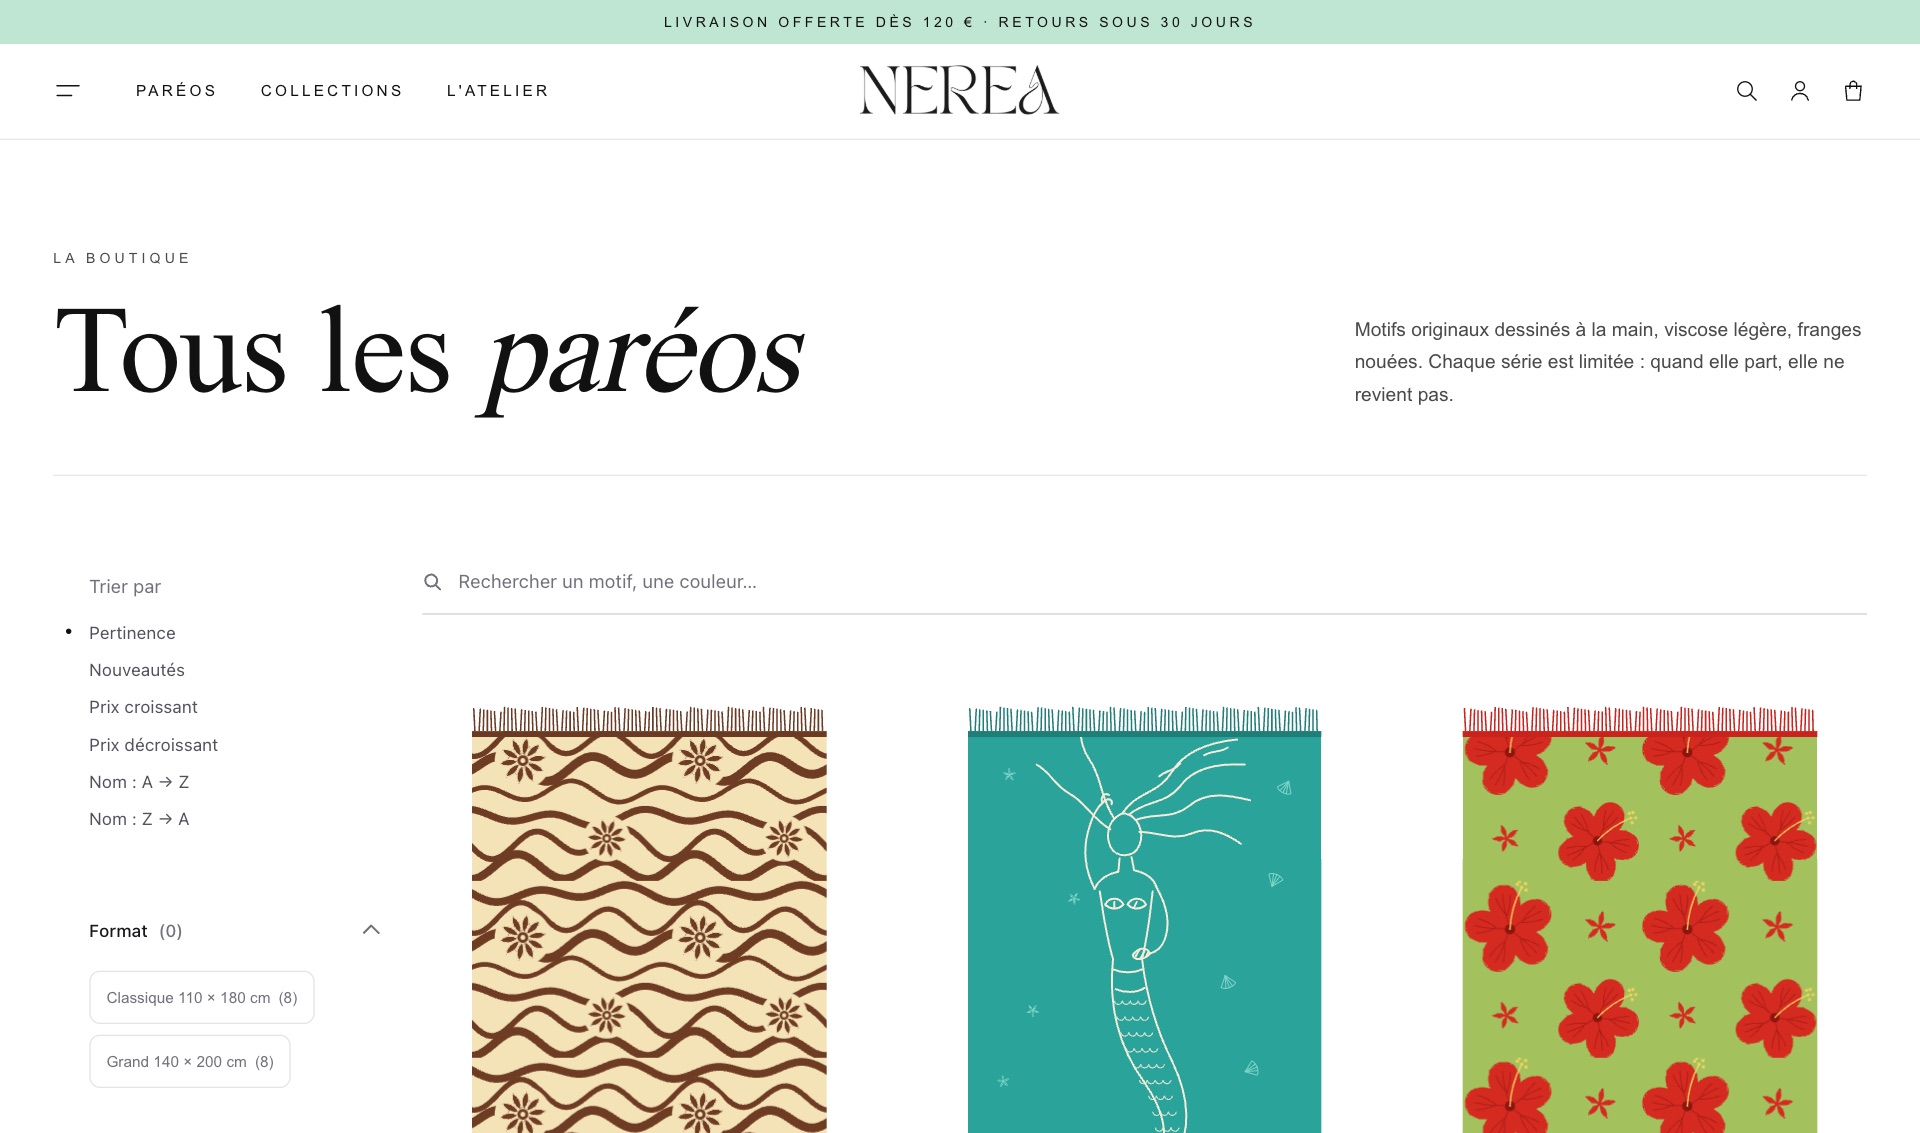 LIVRAISON OFFERTE DÈS 120 € · RETOURS SOUS 30 JOURS
PARÉOS
COLLECTIONS
L'ATELIER
NEREA
LA BOUTIQUE
Tous les paréos
Motifs originaux dessinés à la main, viscose légère, franges
nouées. Chaque série est limitée : quand elle part, elle ne
revient pas.
Trier par
Pertinence
Nouveautés
Prix croissant
Prix décroissant
Nom : A → Z
Nom : Z → A
Format (0)
Classique 110 × 180 cm (8)
Grand 140 × 200 cm (8)
Rechercher un motif, une couleur...